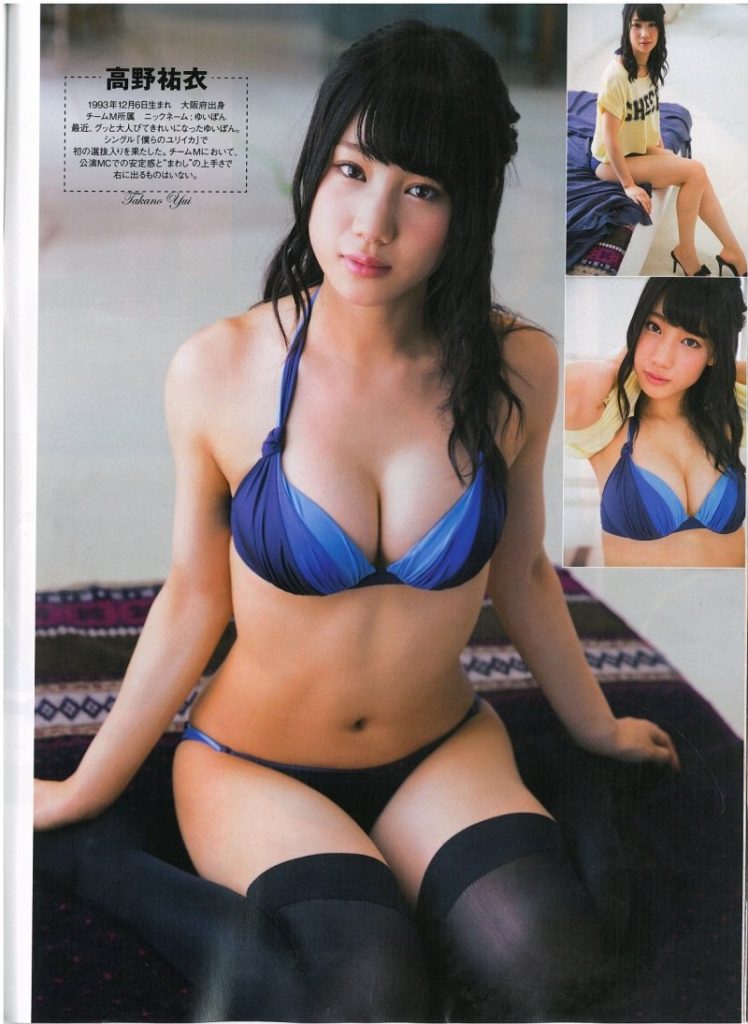 高野祐衣
1993年12月6日生まれ　大阪府出身
チームM所属　ニックネーム：ゆいぽん
最近、グッと大人びてきれいになったゆいぽん。
シングル「僕らのユリイカ」で
初の選抜入りを果たした。チームMにおいて、
公演MCでの安定感と“まわし”の上手さで
右に出るものはいない。
Takano Yui